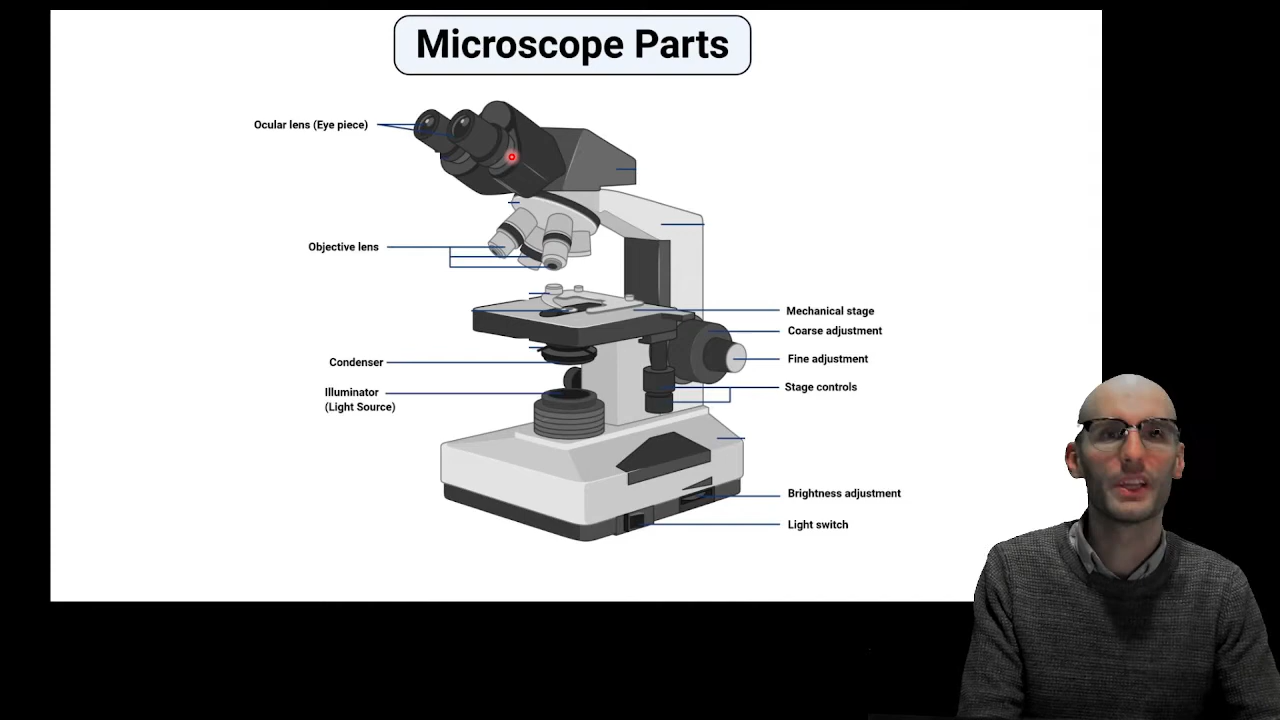 Microscope Parts
Ocular lens (Eye piece)
Objective lens
Mechanical stage
Coarse adjustment
Fine adjustment
Condenser
Stage controls
Illuminator
(Light Source)
Brightness adjustment
Light switch